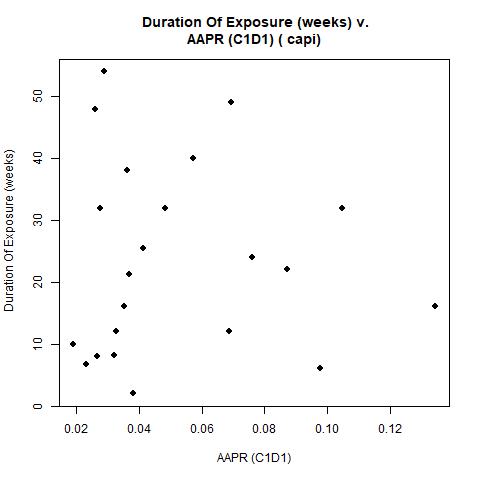 Duration Of Exposure (weeks) v.
AAPR (C1D1) ( capi)
Duration Of Exposure (weeks)
50
40
30
20
10
0
0.02 0.04 0.06 0.08 0.10 0.12
AAPR (C1D1)